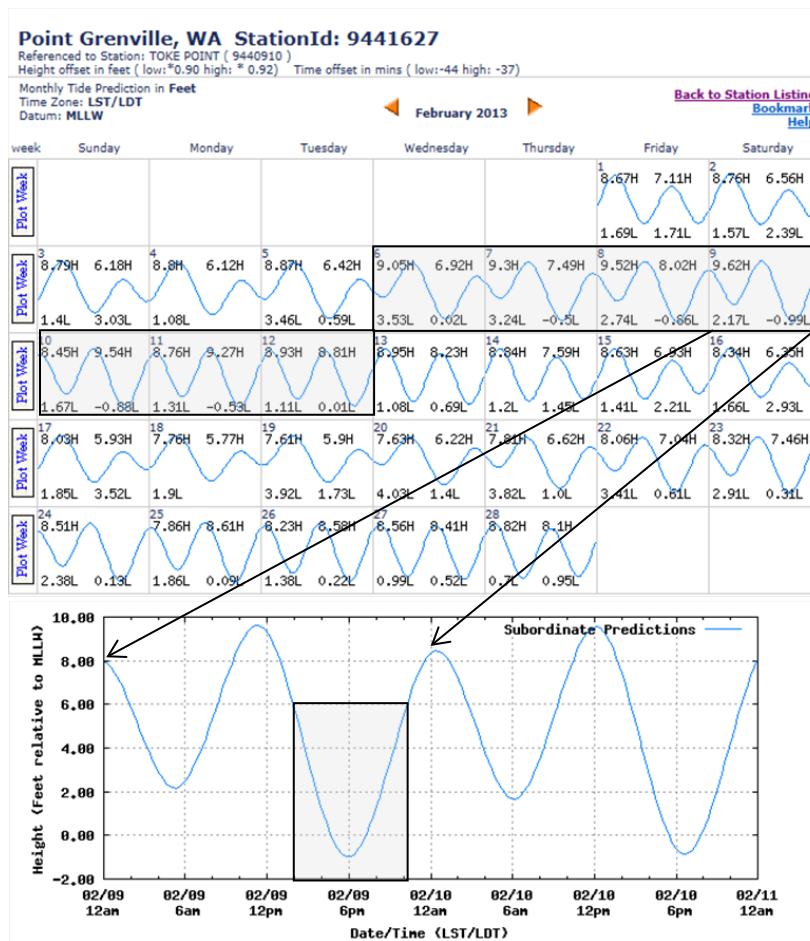 Point Grenville, WA StationId: 9441627
Referenced to Station: TOKE POINT ( 9440910 )
Height offset in feet ( low:*0.90 high: * 0.92) Time offset in mins ( low:-44 high: -37)
Monthly Tide Prediction in Feet
Time Zone: LST/LDT
Datum: MLLW
February 2013
Back to Station Listing
Bookmark
Help
week Sunday Monday Tuesday Wednesday Thursday Friday Saturday
Plot Week
1 2
8.67H 7.11H 8.76H 6.56H
1.69L 1.71L 1.57L 2.39L
Plot Week
3 4 5 6 7 8 9
8.79H 6.18H 8.8H 6.12H 8.87H 6.42H 9.05H 6.92H 9.3H 7.49H 9.52H 8.02H 9.62H
1.4L 3.03L 1.08L 3.46L 0.59L 3.53L 0.02L 3.24L -0.5L 2.74L -0.86L 2.17L -0.99L
Plot Week
10 11 12 13 14 15 16
8.45H 9.54H 8.76H 9.27H 8.93H 8.81H 8.95H 8.23H 8.84H 7.59H 8.63H 6.93H 8.34H 6.35H
1.67L -0.88L 1.31L -0.53L 1.11L 0.01L 1.08L 0.69L 1.2L 1.45L 1.41L 2.21L 1.66L 2.93L
Plot Week
17 18 19 20 21 22 23
8.03H 5.93H 7.76H 5.77H 7.61H 5.9H 7.63H 6.22H 7.81H 6.62H 8.06H 7.04H 8.32H 7.46H
1.85L 3.52L 1.9L 3.92L 1.73L 4.03L 1.4L 3.82L 1.0L 3.41L 0.61L 2.91L 0.31L
Plot Week
24 25 26 27 28
8.51H 7.86H 8.61H 8.23H 8.58H 8.56H 8.41H 8.82H 8.1H
2.38L 0.13L 1.86L 0.09L 1.38L 0.22L 0.99L 0.52L 0.7L 0.95L
Subordinate Predictions
Height (Feet relative to MLLW)
10.00
8.00
6.00
4.00
2.00
0.00
-2.00
02/09 02/09 02/09 02/09 02/10 02/10 02/10 02/10 02/11
12am 6am 12pm 6pm 12am 6am 12pm 6pm 12am
Date/Time (LST/LDT)